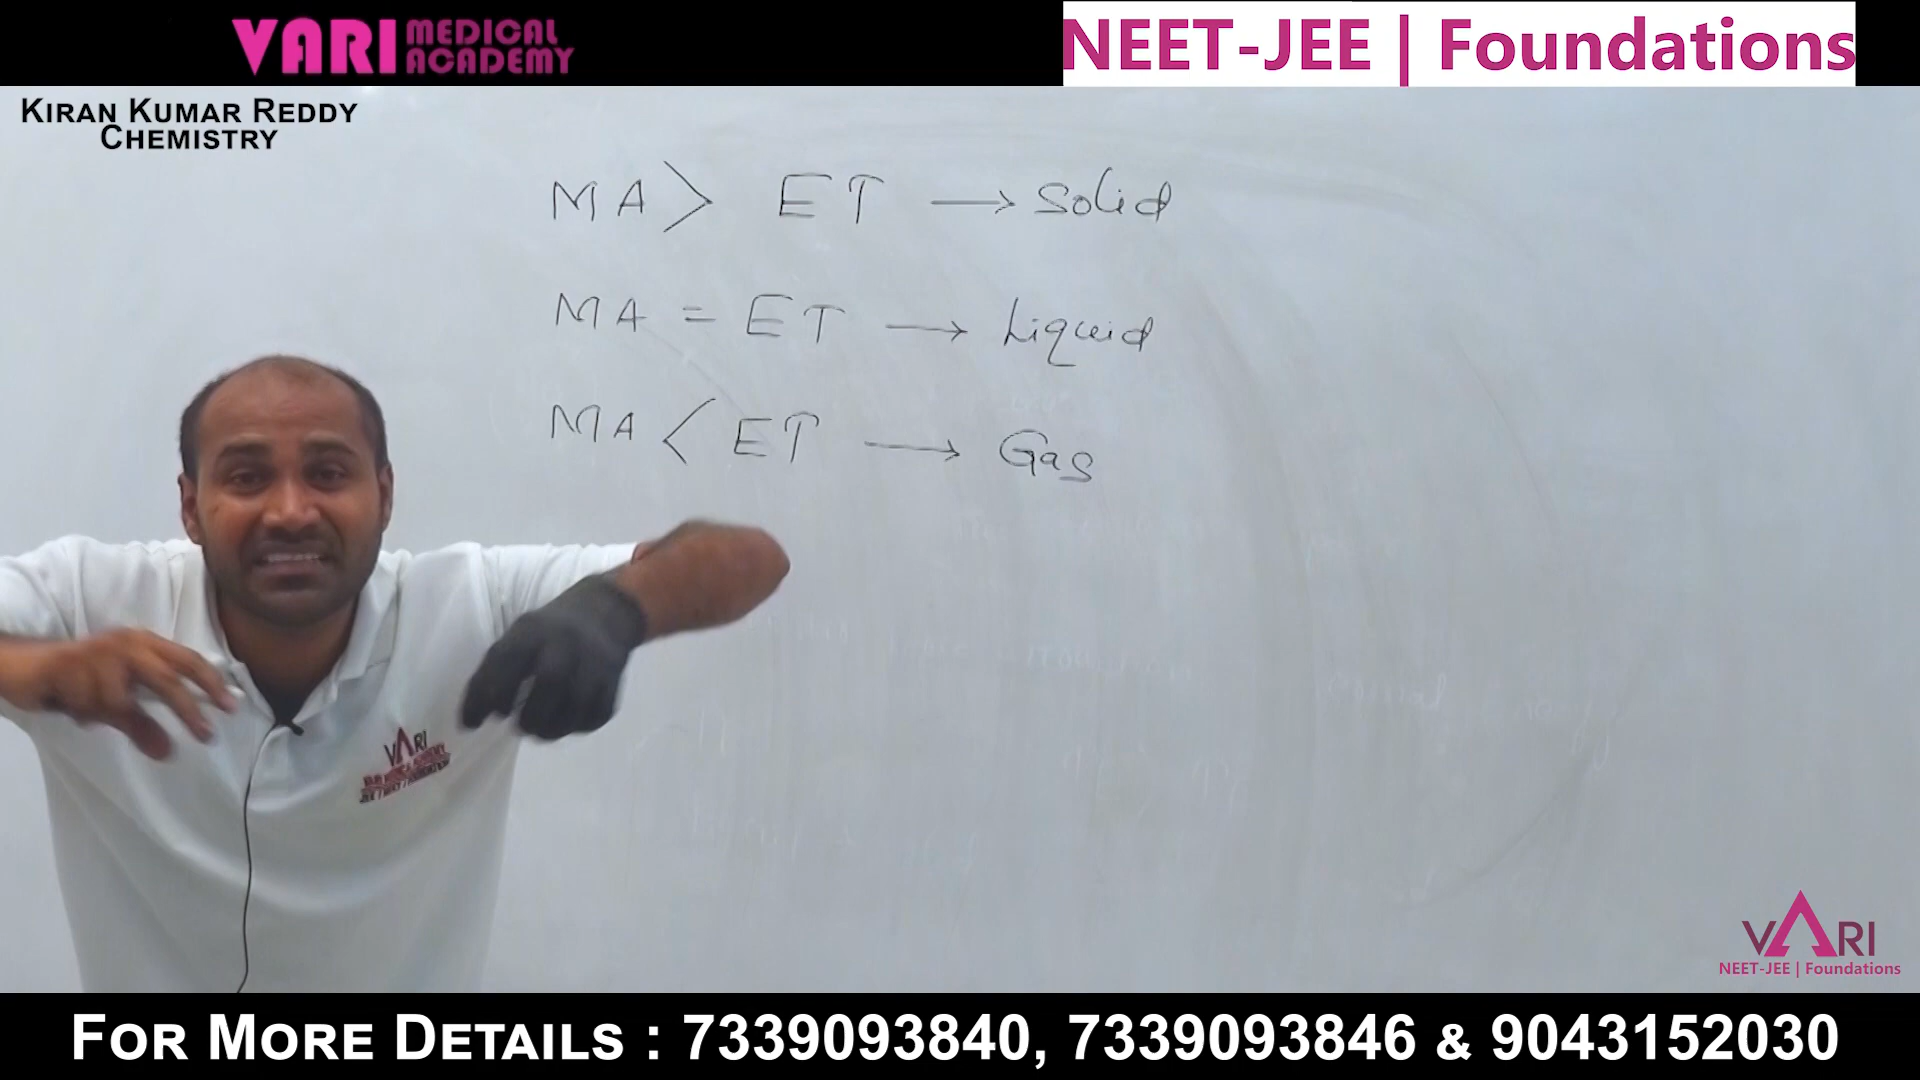 VARI MEDICAL ACADEMY
NEET-JEE | Foundations
KIRAN KUMAR REDDY
CHEMISTRY
MA > ET → Solid
MA = ET → Liquid
MA < ET → Gas
VARI
VARI
NEET-JEE | Foundations
FOR MORE DETAILS : 7339093840, 7339093846 & 9043152030